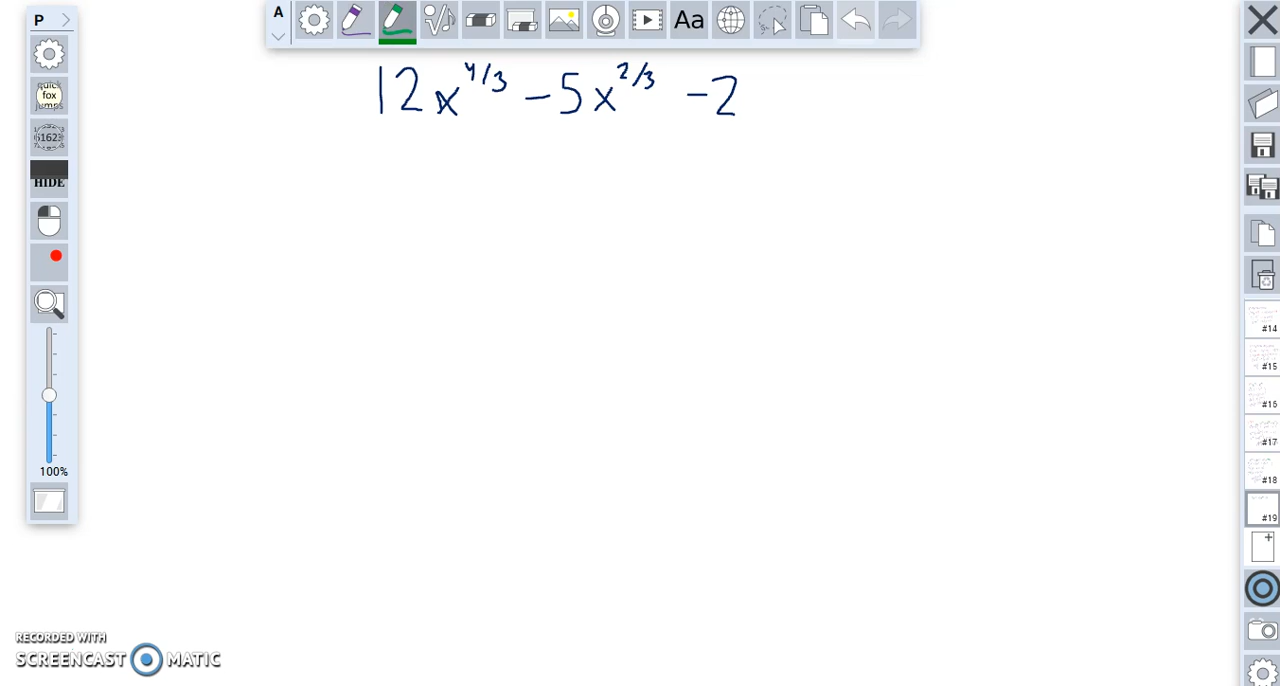 P
A
Aa
12x^{4/3} - 5x^{2/3} - 2
quick
fox
jumps
HIDE
100%
#14
#15
#16
#17
#18
#19
RECORDED WITH
SCREENCAST MATIC